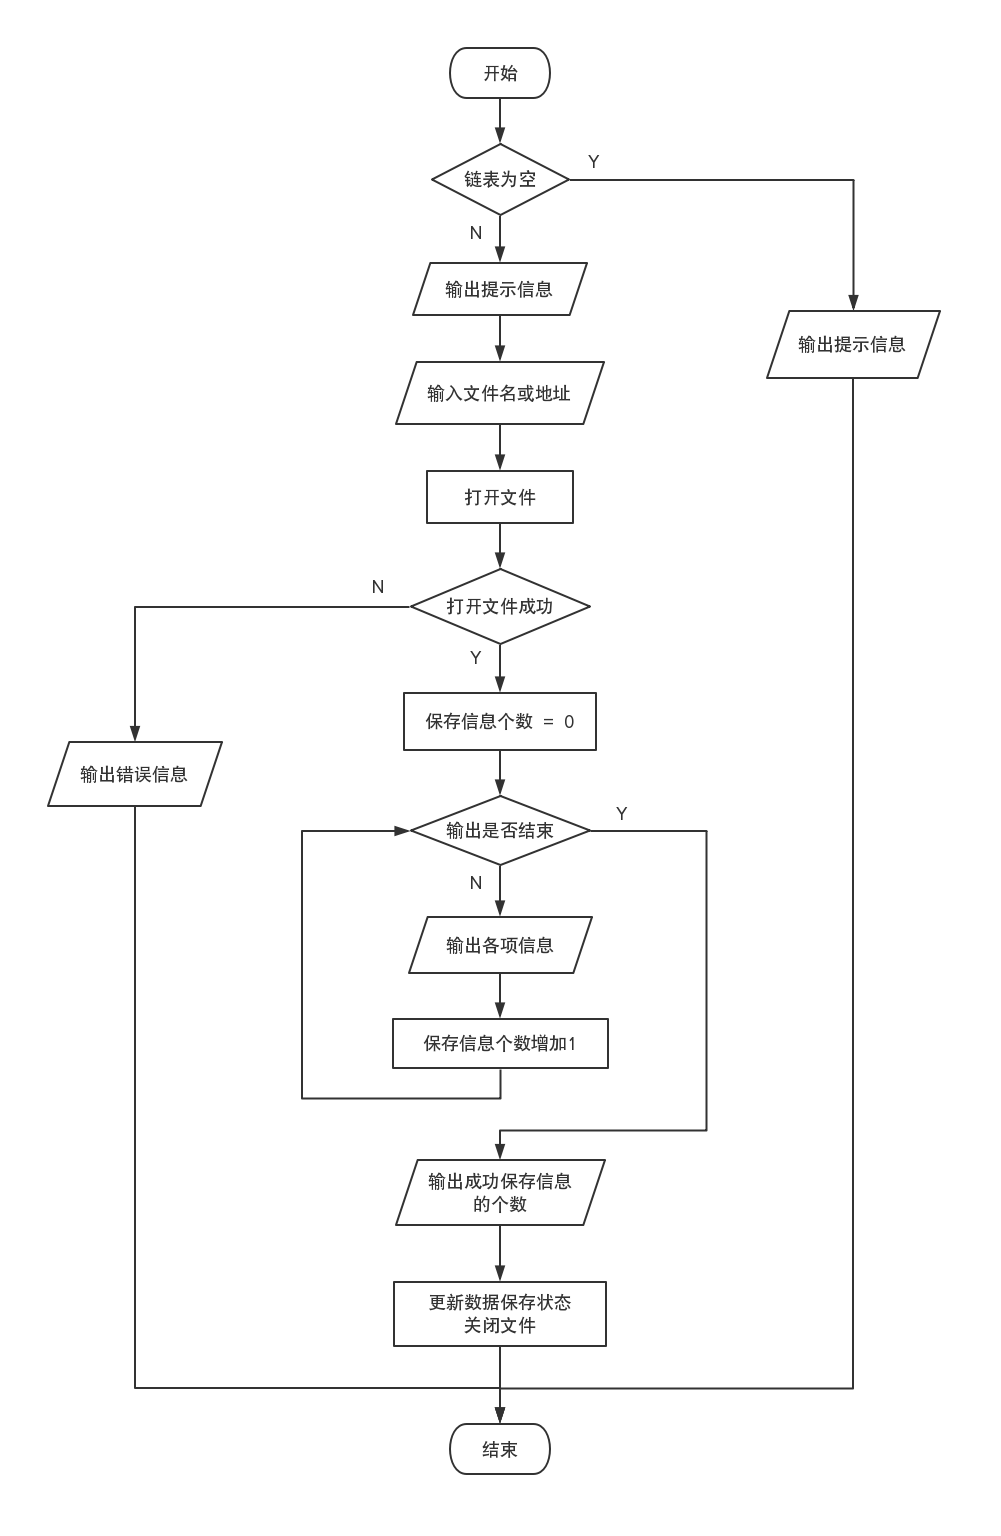 开始
链表为空
Y
N
输出提示信息
输出提示信息
输入文件名或地址
打开文件
打开文件成功
N
Y
保存信息个数 = 0
输出错误信息
输出是否结束
Y
N
输出各项信息
保存信息个数增加1
输出成功保存信息
的个数
更新数据保存状态
关闭文件
结束